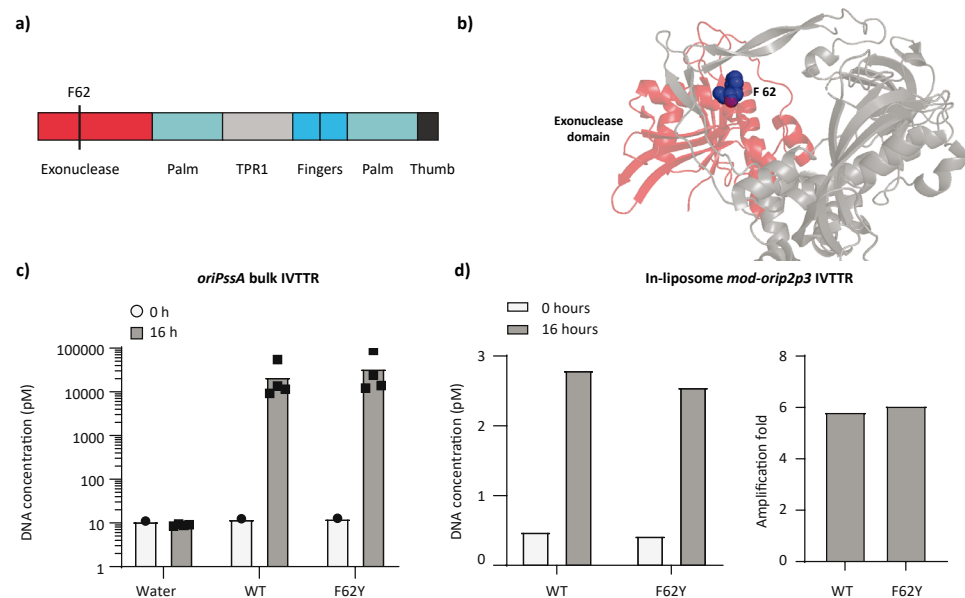 a)
F62
Exonuclease Palm TPR1 Fingers Palm Thumb
b)
F 62
Exonuclease
domain
c)
oriPssA bulk IVTTR
0 h
16 h
DNA concentration (pM)
100000
10000
1000
100
10
1
Water WT F62Y
d)
In-liposome mod-orip2p3 IVTTR
0 hours
16 hours
DNA concentration (pM)
3
2
1
0
WT F62Y
Amplification fold
8
6
4
2
0
WT F62Y